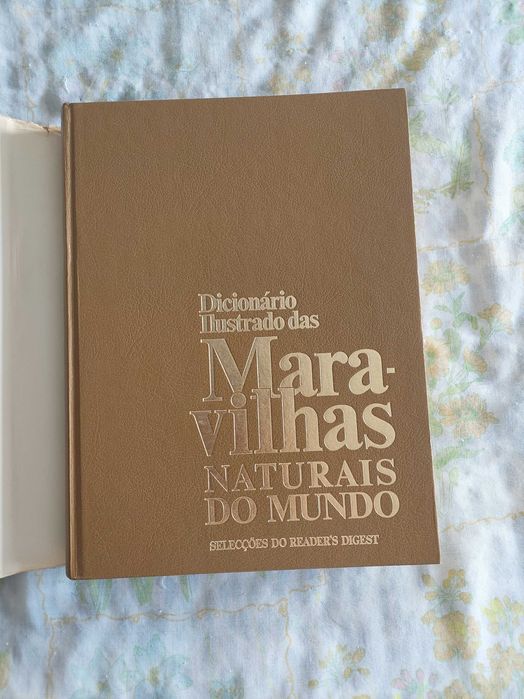 Dicionário
Ilustrado das
Mara-
vilhas
NATURAIS
DO MUNDO
SELECÇÕES DO READER'S DIGEST